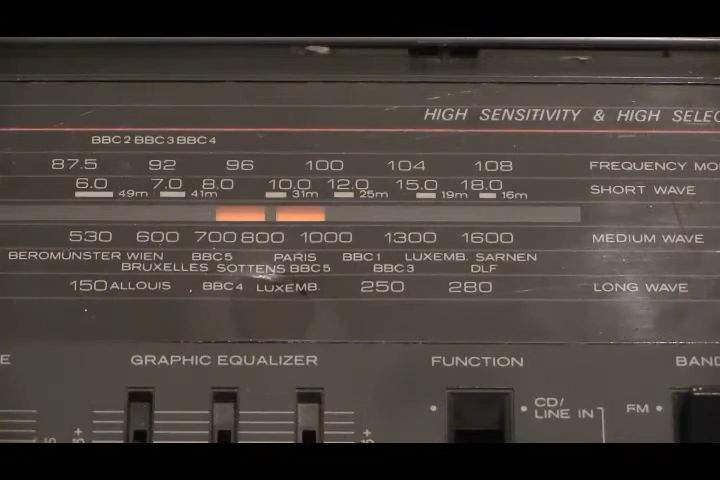 HIGH SENSITIVITY & HIGH SELEC
BBC2 BBC3 BBC4
87.5 92 96 100 104 108 FREQUENCY MO
6.0 7.0 8.0 10.0 12.0 15.0 18.0 SHORT WAVE
49m 41m 31m 25m 19m 16m
530 600 700 800 1000 1300 1600 MEDIUM WAVE
BEROMÜNSTER WIEN BBC5 PARIS BBC1 LUXEMB. SARNEN
BRUXELLES SOTTENS BBC5 BBC3 DLF
150 ALLOUIS BBC4 LUXEMB. 250 280 LONG WAVE
E GRAPHIC EQUALIZER FUNCTION BAND
CD/
LINE IN
FM